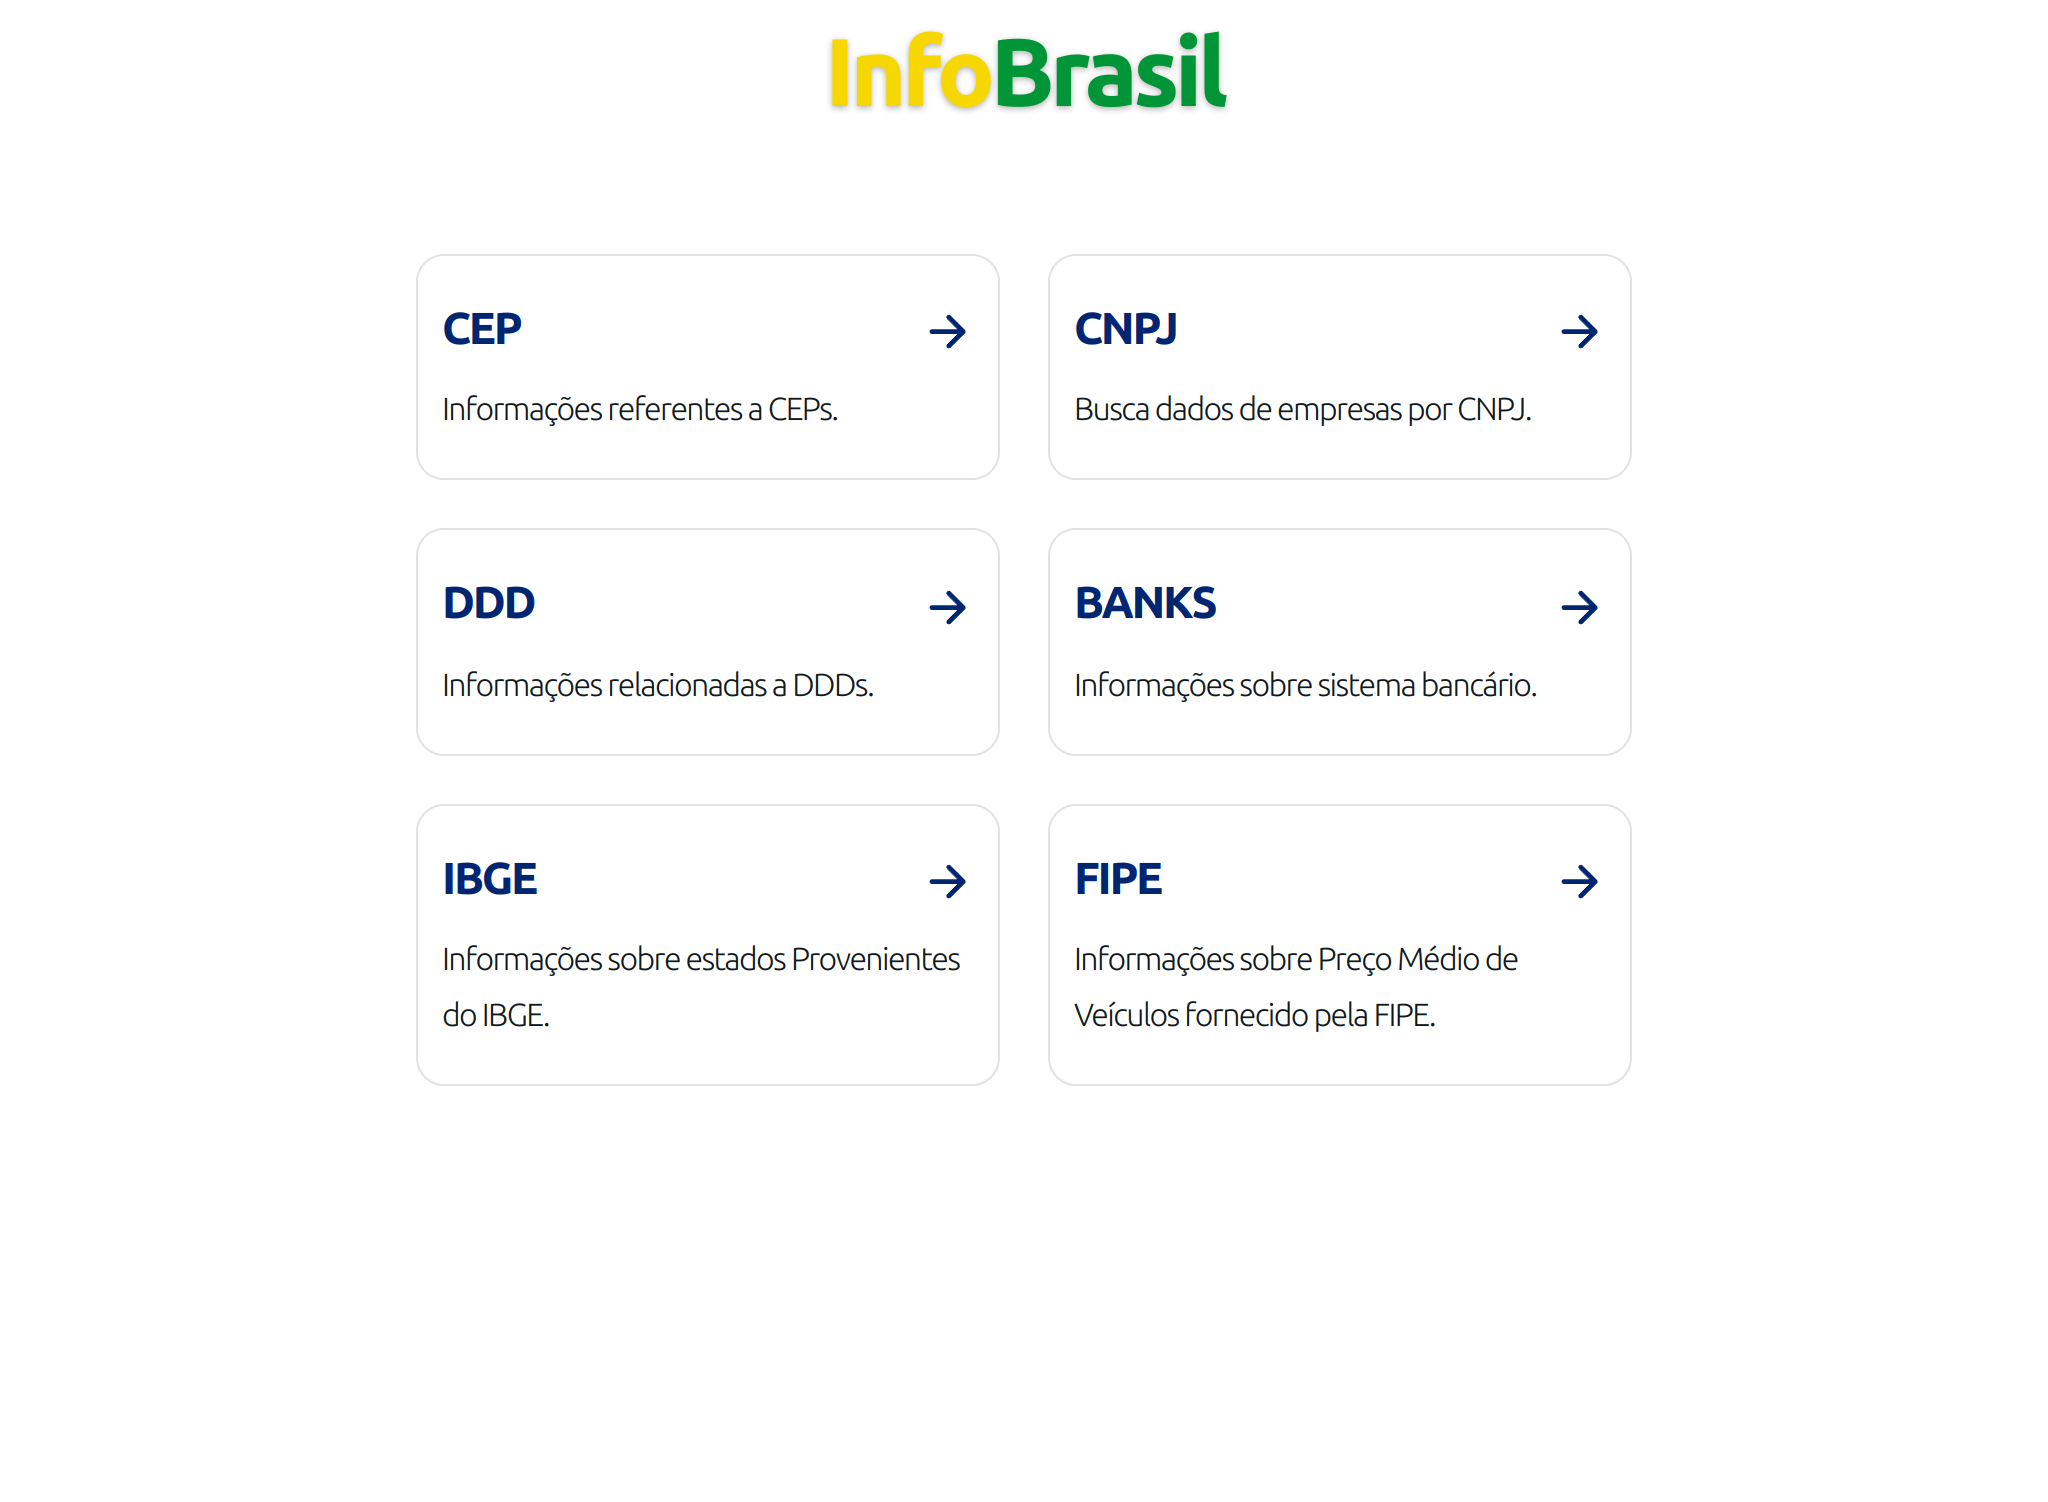 InfoBrasil
CEP
Informações referentes a CEPs.
CNPJ
Busca dados de empresas por CNPJ.
DDD
Informações relacionadas a DDDs.
BANKS
Informações sobre sistema bancário.
IBGE
Informações sobre estados Provenientes
do IBGE.
FIPE
Informações sobre Preço Médio de
Veículos fornecido pela FIPE.